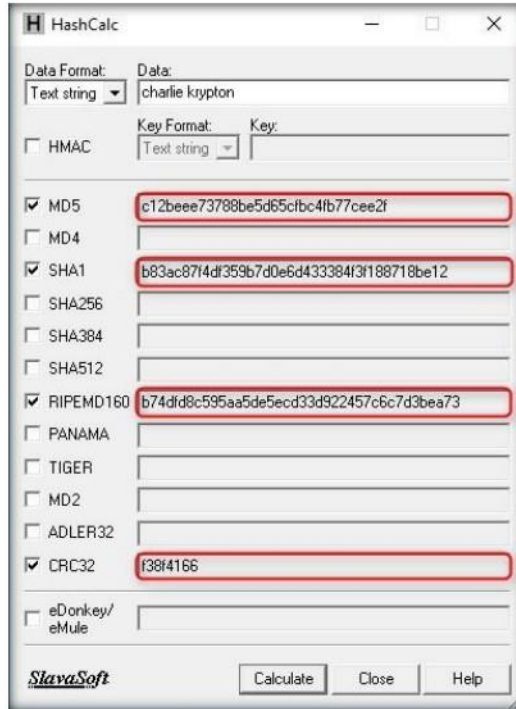 H HashCalc
Data Format: Data:
Text string charlie krypton
Key Format: Key:
HMAC Text string
MD5 c12beee73788be5d65cfbc4fb77cee2f
MD4
SHA1 b83ac87f4df359b7d0e6d433384f3f188718be12
SHA256
SHA384
SHA512
RIPEMD160 b74dfd8c595aa5de5ecd33d922457c6c7d3bea73
PANAMA
TIGER
MD2
ADLER32
CRC32 f38f4166
eDonkey/
eMule
SlavaSoft Calculate Close Help